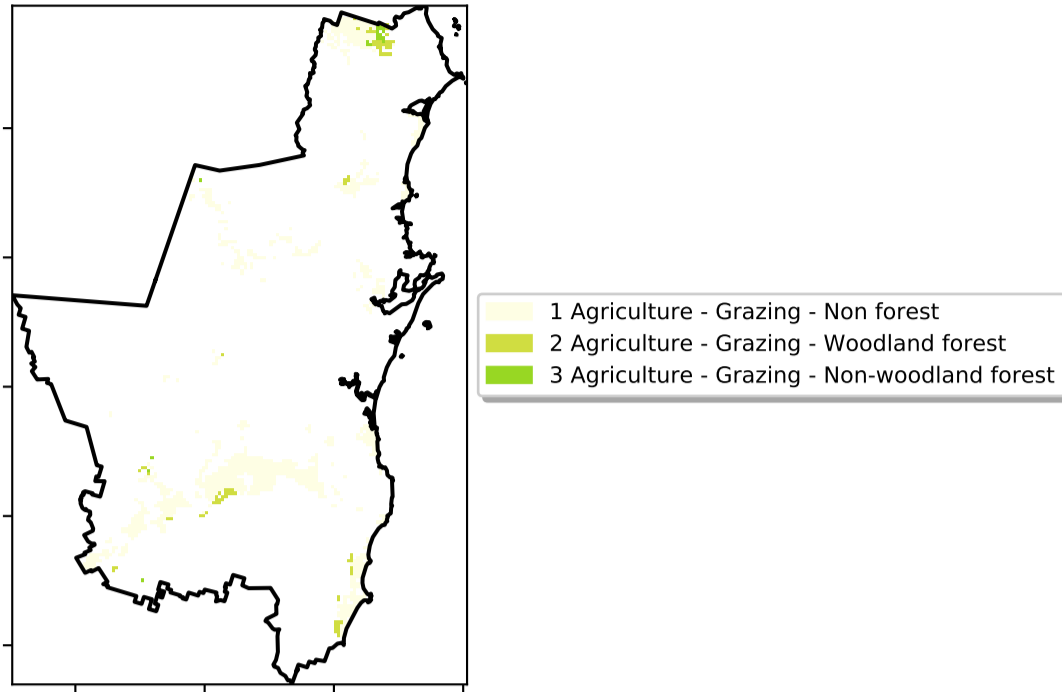 1 Agriculture - Grazing - Non forest
2 Agriculture - Grazing - Woodland forest
3 Agriculture - Grazing - Non-woodland forest